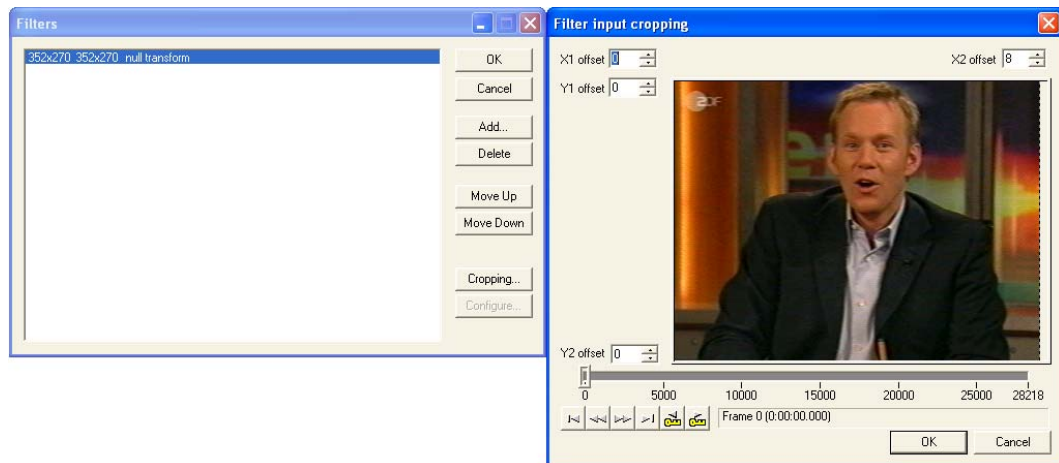 Filters
352x270 352x270 null transform
OK
Cancel
Add...
Delete
Move Up
Move Down
Cropping...
Configure...
Filter input cropping
X1 offset 0
X2 offset 8
Y1 offset 0
ZDF
Y2 offset 0
0 5000 10000 15000 20000 25000 28218
Frame 0 (0:00:00.000)
OK
Cancel